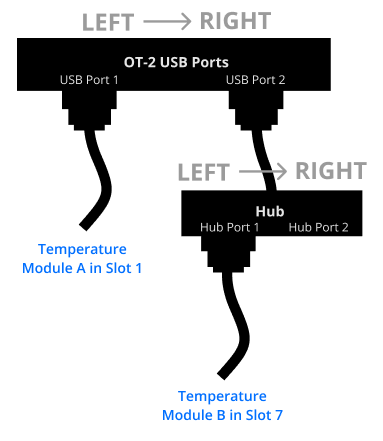 LEFT → RIGHT
OT-2 USB Ports
USB Port 1 USB Port 2
LEFT → RIGHT
Hub
Hub Port 1 Hub Port 2
Temperature
Module A in Slot 1
Temperature
Module B in Slot 7